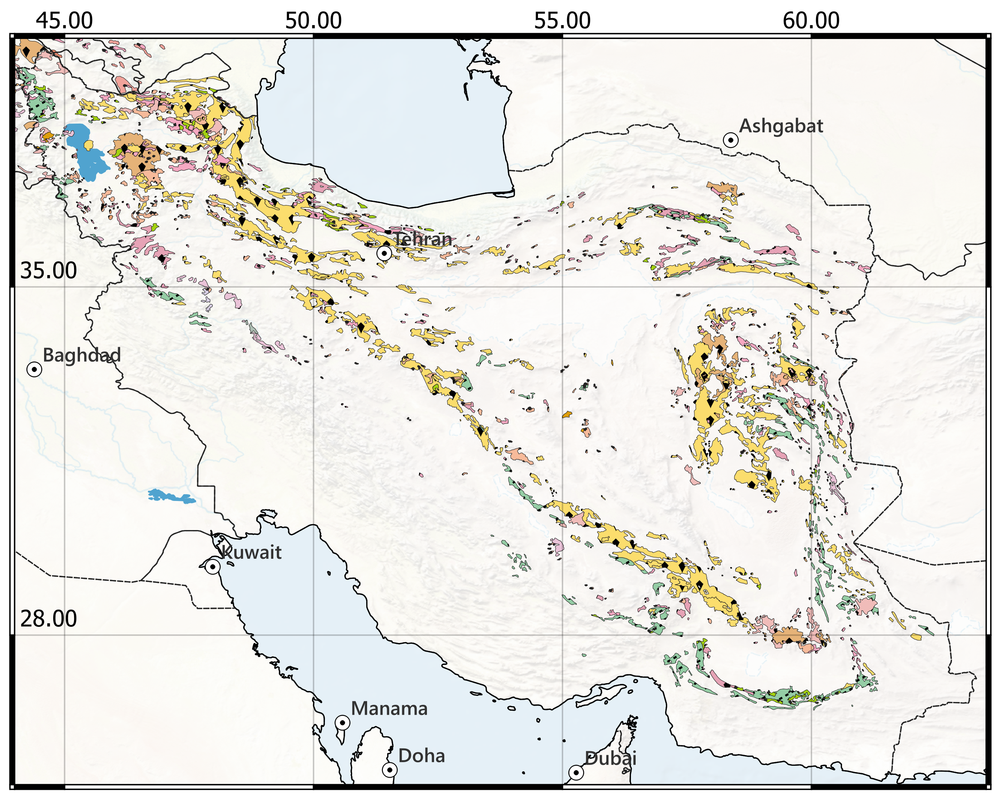 45.00 50.00 55.00 60.00
Ashgabat
Tehran
35.00
Baghdad
Kuwait
28.00
Manama
Doha
Dubai